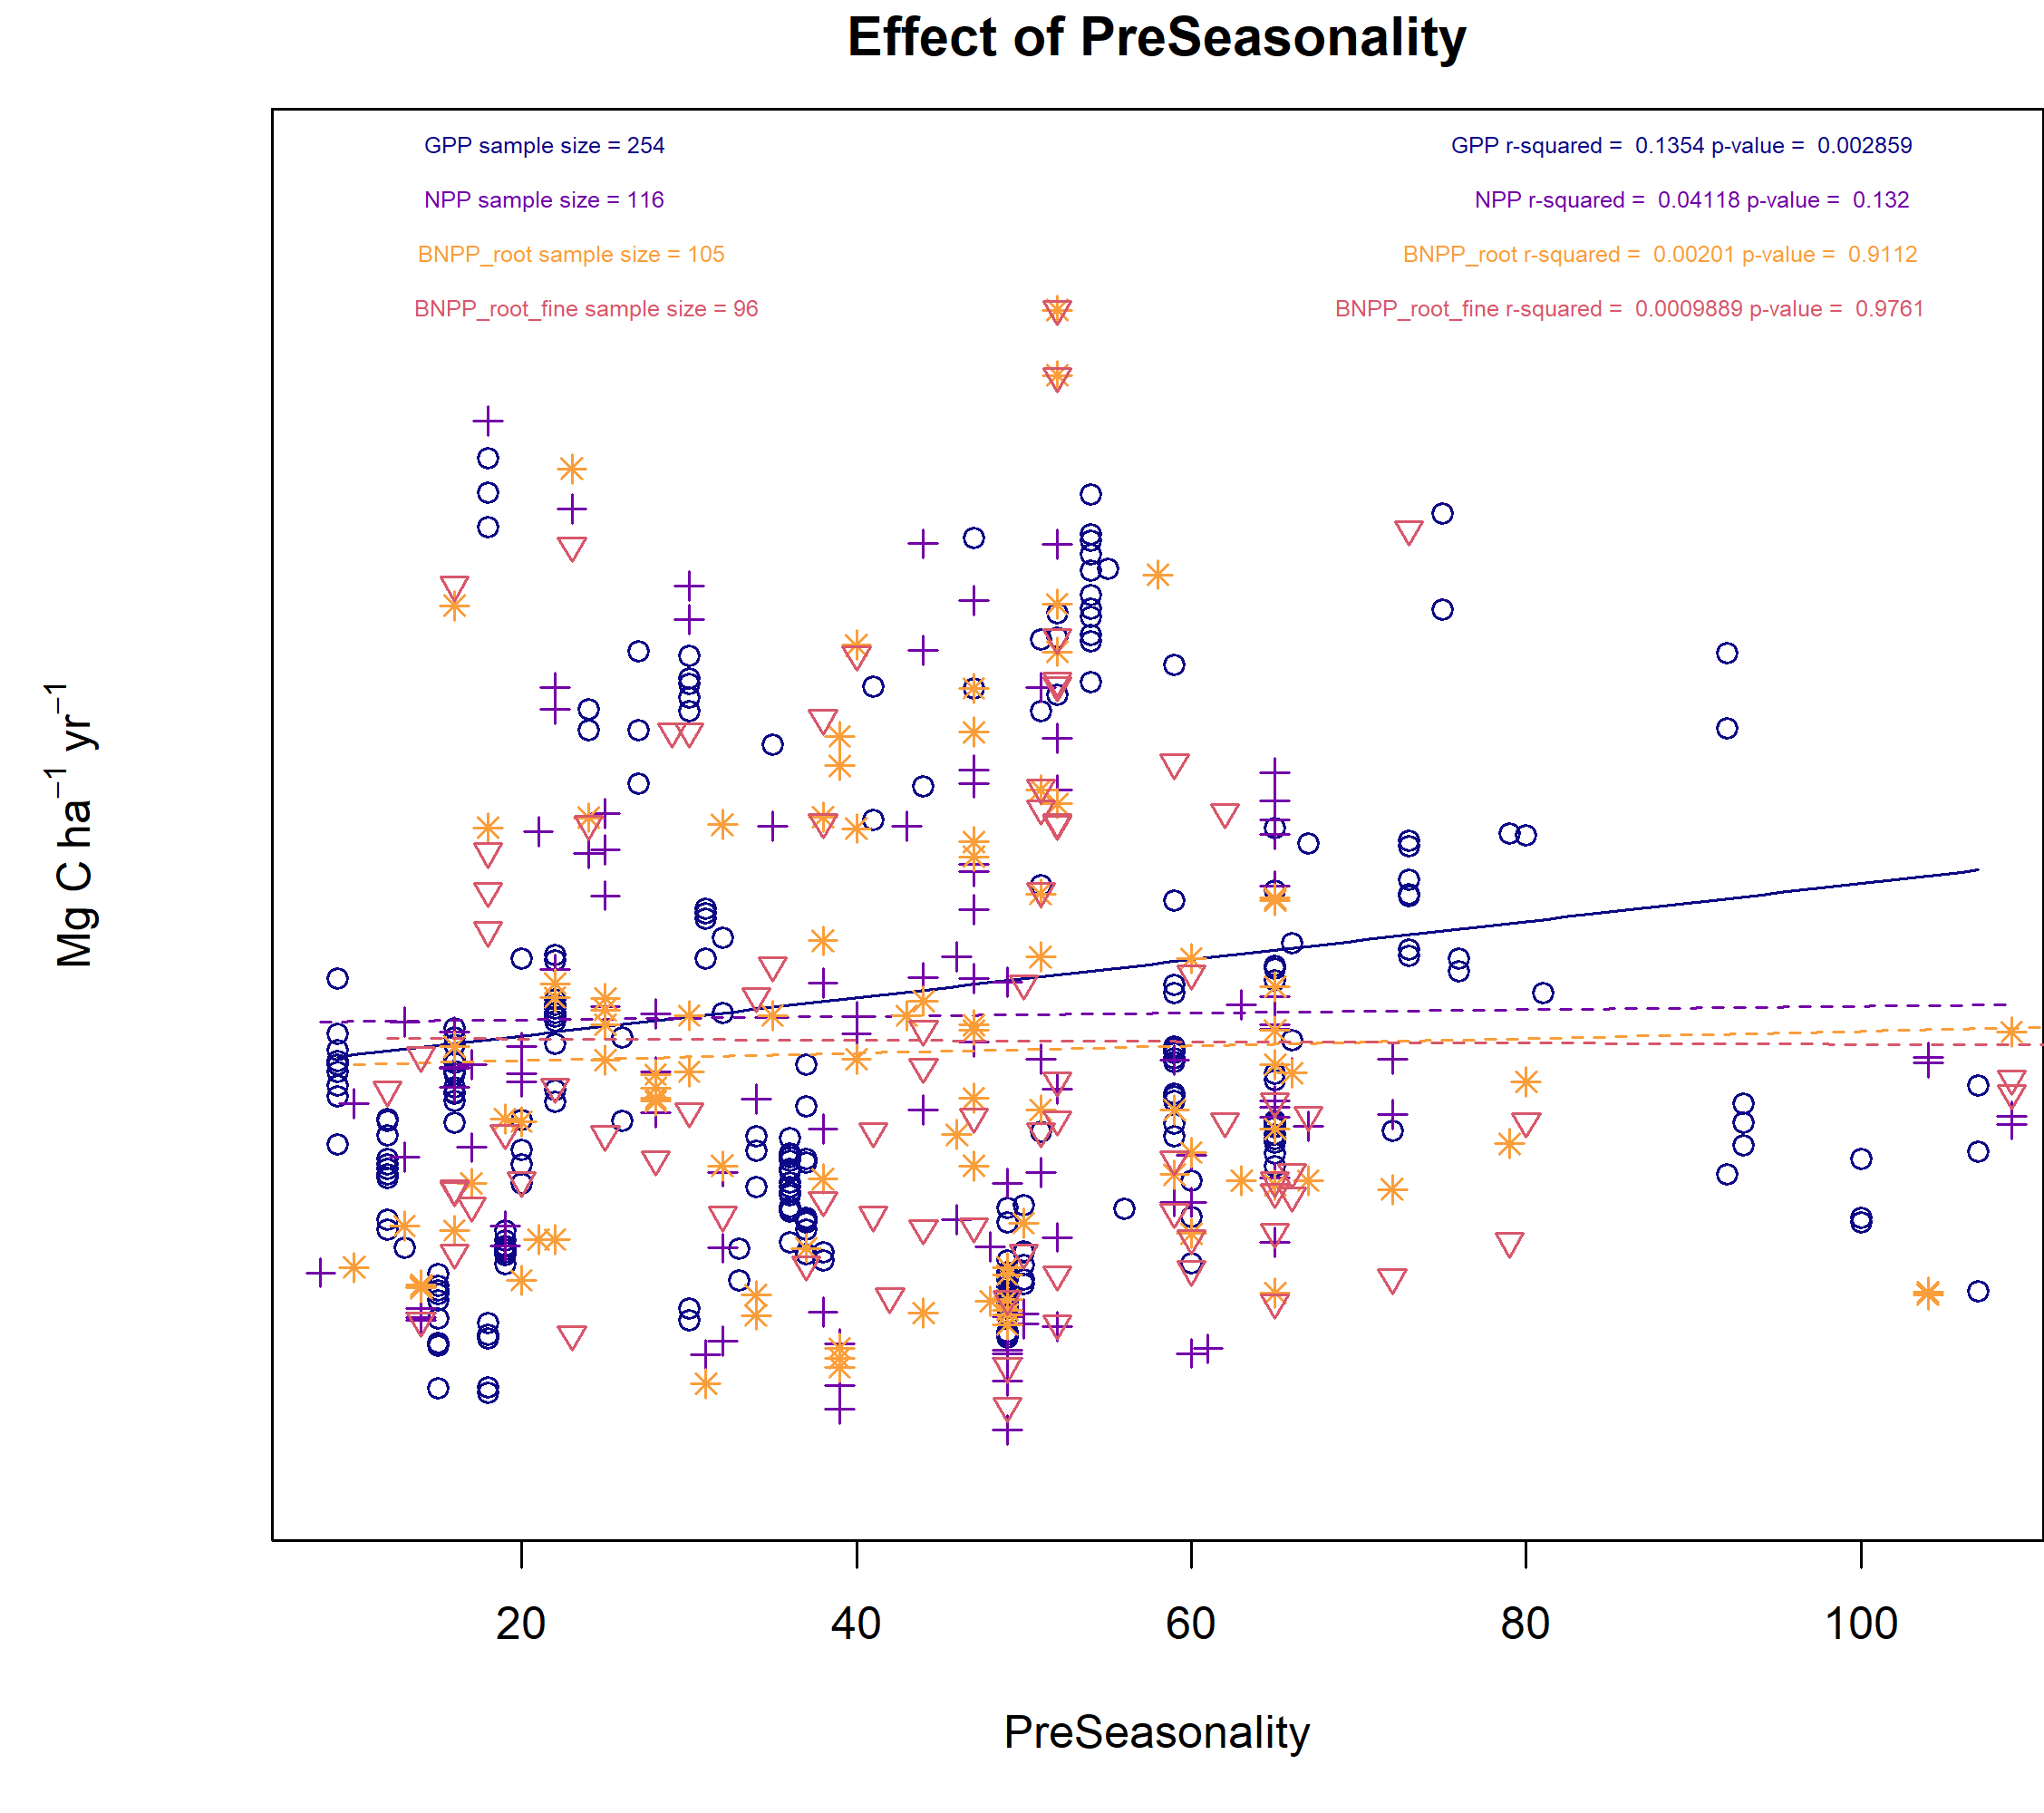 Effect of PreSeasonality
GPP sample size = 254
GPP r-squared = 0.1354 p-value = 0.002859
NPP sample size = 116
NPP r-squared = 0.04118 p-value = 0.132
BNPP_root sample size = 105
BNPP_root r-squared = 0.00201 p-value = 0.9112
BNPP_root_fine sample size = 96
BNPP_root_fine r-squared = 0.0009889 p-value = 0.9761
Mg C ha⁻¹ yr⁻¹
20 40 60 80 100
PreSeasonality